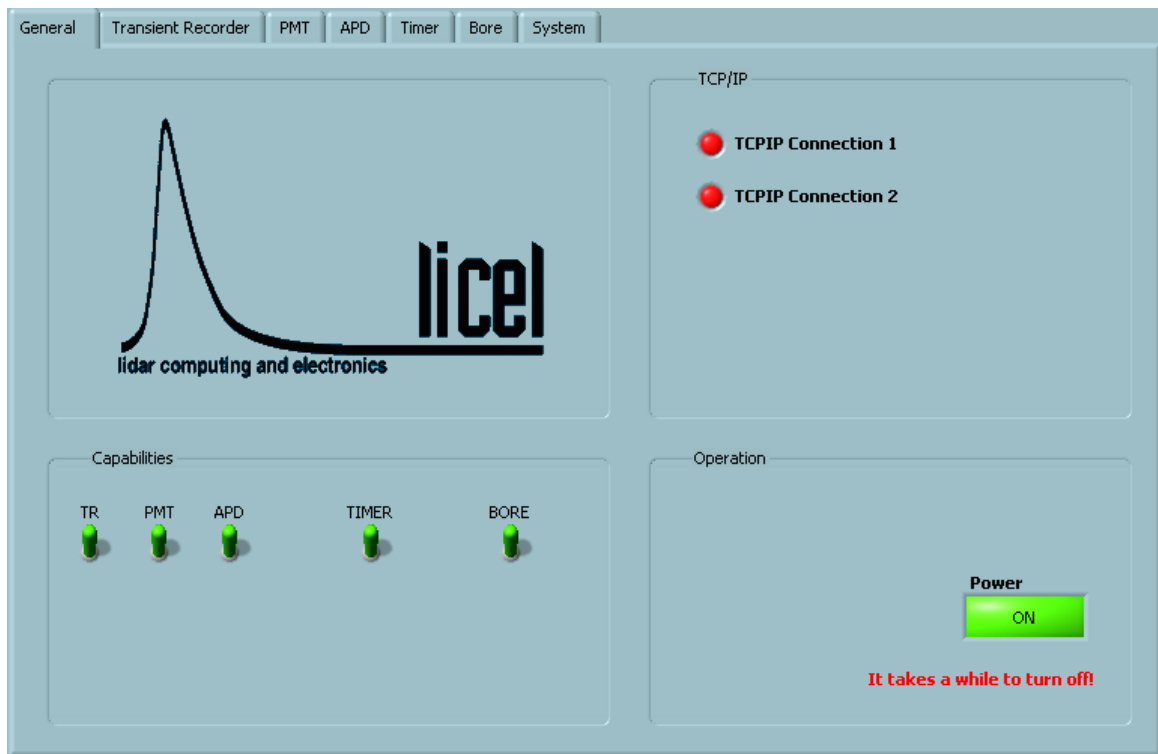 General Transient Recorder PMT APD Timer Bore System
licel
lidar computing and electronics
TCP/IP
TCPIP Connection 1
TCPIP Connection 2
Capabilities
TR PMT APD TIMER BORE
Operation
Power
ON
It takes a while to turn off!